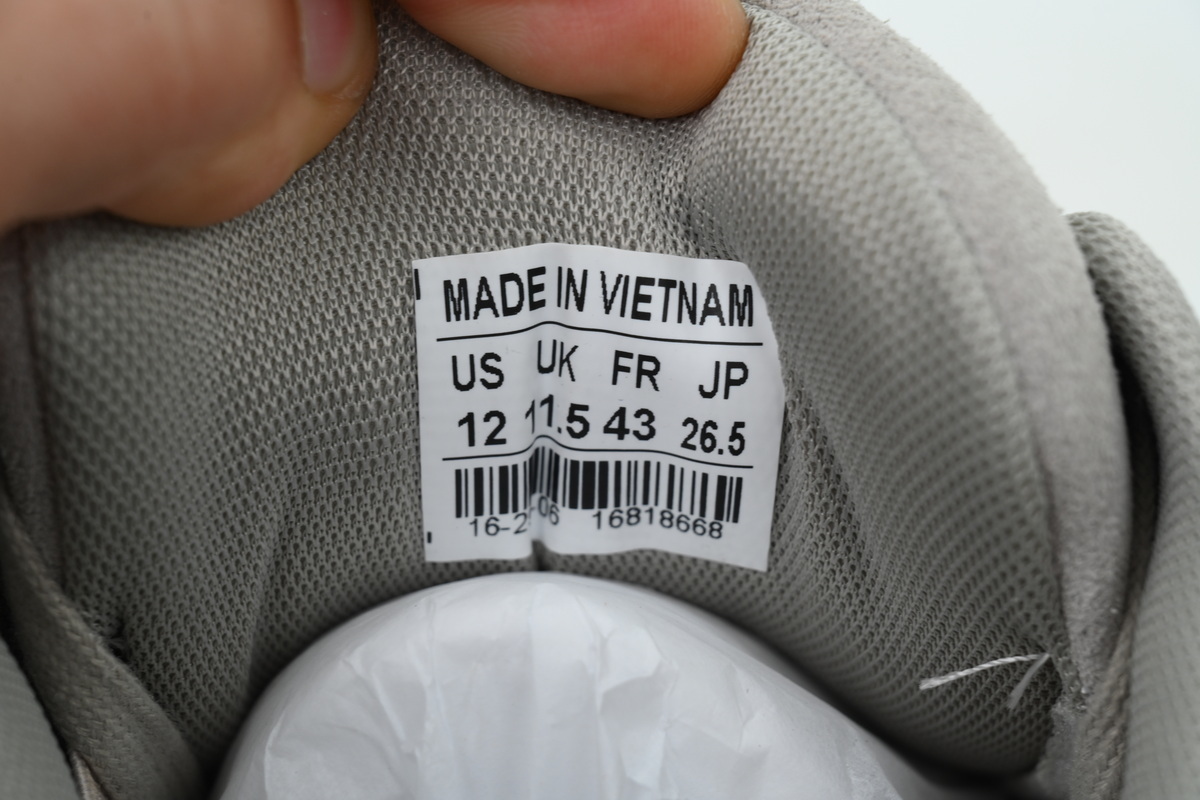 MADE IN VIETNAM
US UK FR JP
12 11.5 43 26.5
16818668